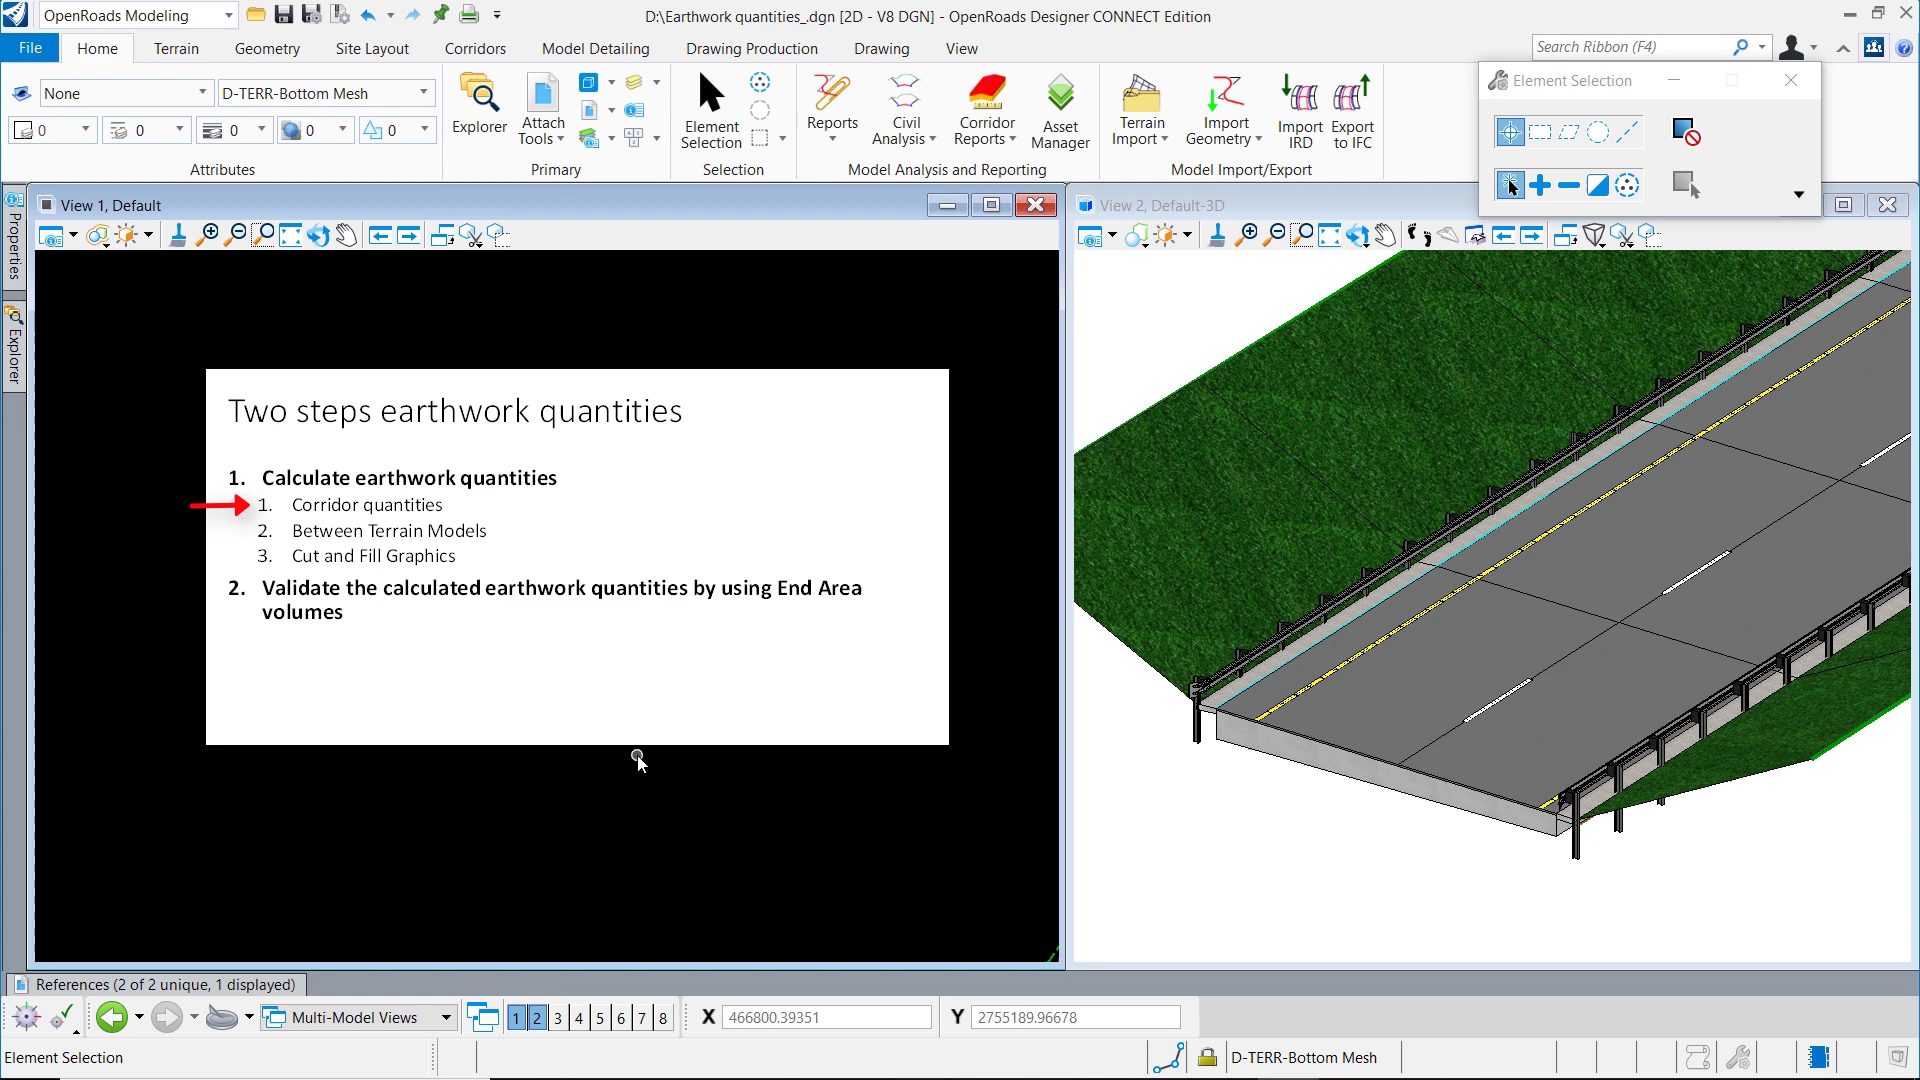 OpenRoads Modeling
D:\Earthwork quantities_.dgn [2D - V8 DGN] - OpenRoads Designer CONNECT Edition
File
Home
Terrain
Geometry
Site Layout
Corridors
Model Detailing
Drawing Production
Drawing
View
Search Ribbon (F4)
None
D-TERR-Bottom Mesh
0
0
0
0
0
Attributes
Explorer
Attach
Tools
Primary
Element
Selection
Selection
Reports
Civil
Analysis
Corridor
Reports
Asset
Manager
Model Analysis and Reporting
Terrain
Import
Import
Geometry
Import
IRD
Export
to IFC
Model Import/Export
Element Selection
Properties
Explorer
View 1, Default
View 2, Default-3D
Two steps earthwork quantities
1. Calculate earthwork quantities
1. Corridor quantities
2. Between Terrain Models
3. Cut and Fill Graphics
2. Validate the calculated earthwork quantities by using End Area
volumes
References (2 of 2 unique, 1 displayed)
Multi-Model Views
1 2 3 4 5 6 7 8
X 466800.39351
Y 2755189.96678
Element Selection
D-TERR-Bottom Mesh